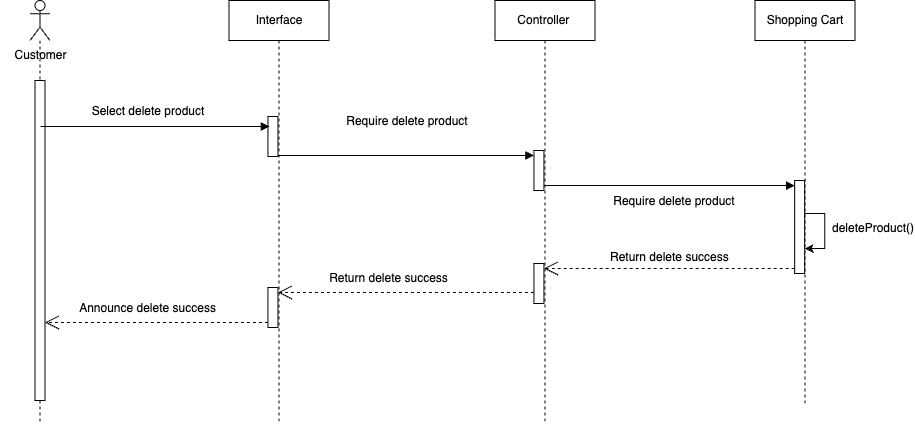 Interface
Controller
Shopping Cart
Customer
Select delete product
Require delete product
Require delete product
deleteProduct()
Return delete success
Return delete success
Announce delete success